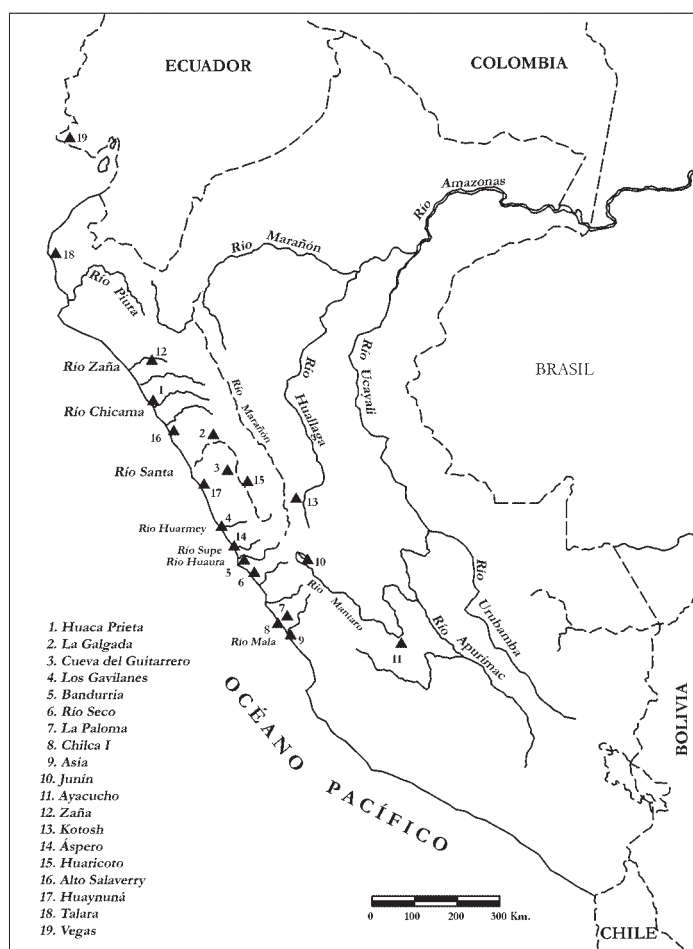 ECUADOR
COLOMBIA
19
Río Amazonas
Río Marañón
18
Río Piura
BRASIL
12
Río Zaña
Río Ucayali
Río Huallaga
Río Marañón
1
Río Chicama
16
2
3
15
Río Santa
17
13
4
Río Huarmey
14
Río Supe
Río Huaura
5
10
6
Río Mantaro
Río Urubamba
7
8
Río Mala
9
11
Río Apurimac
1. Huaca Prieta
2. La Galgada
3. Cueva del Guitarrero
4. Los Gavilanes
5. Bandurria
6. Río Seco
7. La Paloma
8. Chilca I
9. Asia
10. Junín
11. Ayacucho
12. Zaña
13. Kotosh
14. Áspero
15. Huaricoto
16. Alto Salaverry
17. Huaynuná
18. Talara
19. Vegas
OCÉANO PACÍFICO
BOLIVIA
0 100 200 300 Km.
CHILE